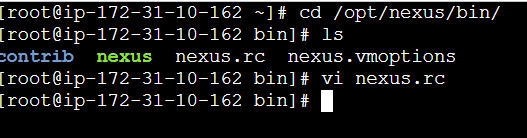 [root@ip-172-31-10-162 ~]# cd /opt/nexus/bin/
[root@ip-172-31-10-162 bin]# ls
contrib  nexus  nexus.rc  nexus.vmoptions
[root@ip-172-31-10-162 bin]# vi nexus.rc
[root@ip-172-31-10-162 bin]#